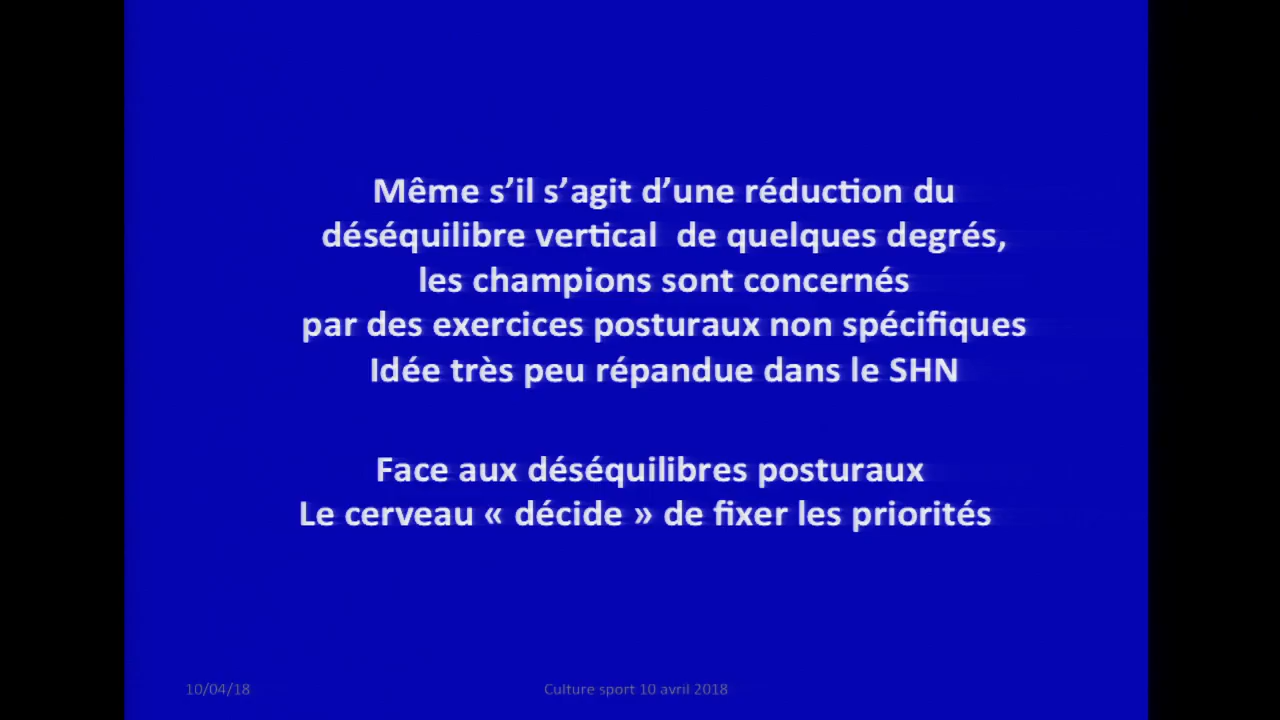 Même s’il s’agit d’une réduction du
déséquilibre vertical de quelques degrés,
les champions sont concernés
par des exercices posturaux non spécifiques
Idée très peu répandue dans le SHN
Face aux déséquilibres posturaux
Le cerveau « décide » de fixer les priorités
10/04/18
Culture sport 10 avril 2018